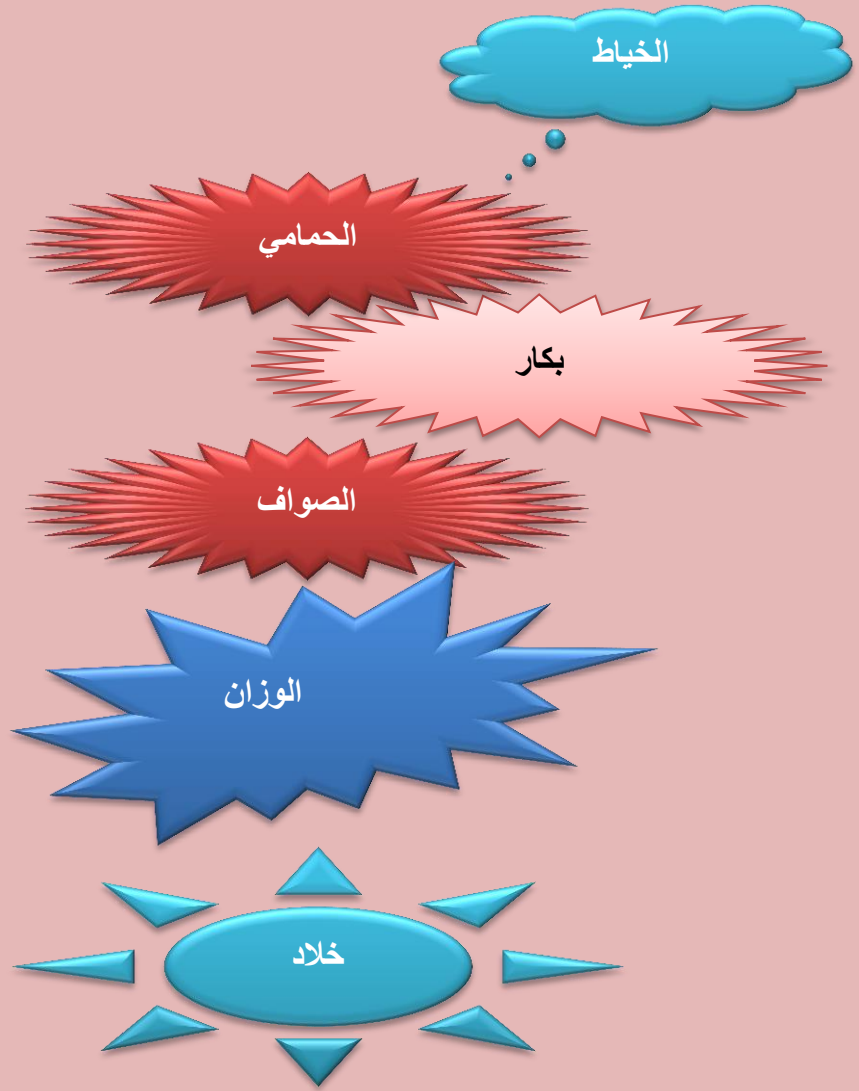 الخياط
الحمامي
بكار
الصواف
الوزان
خلاد